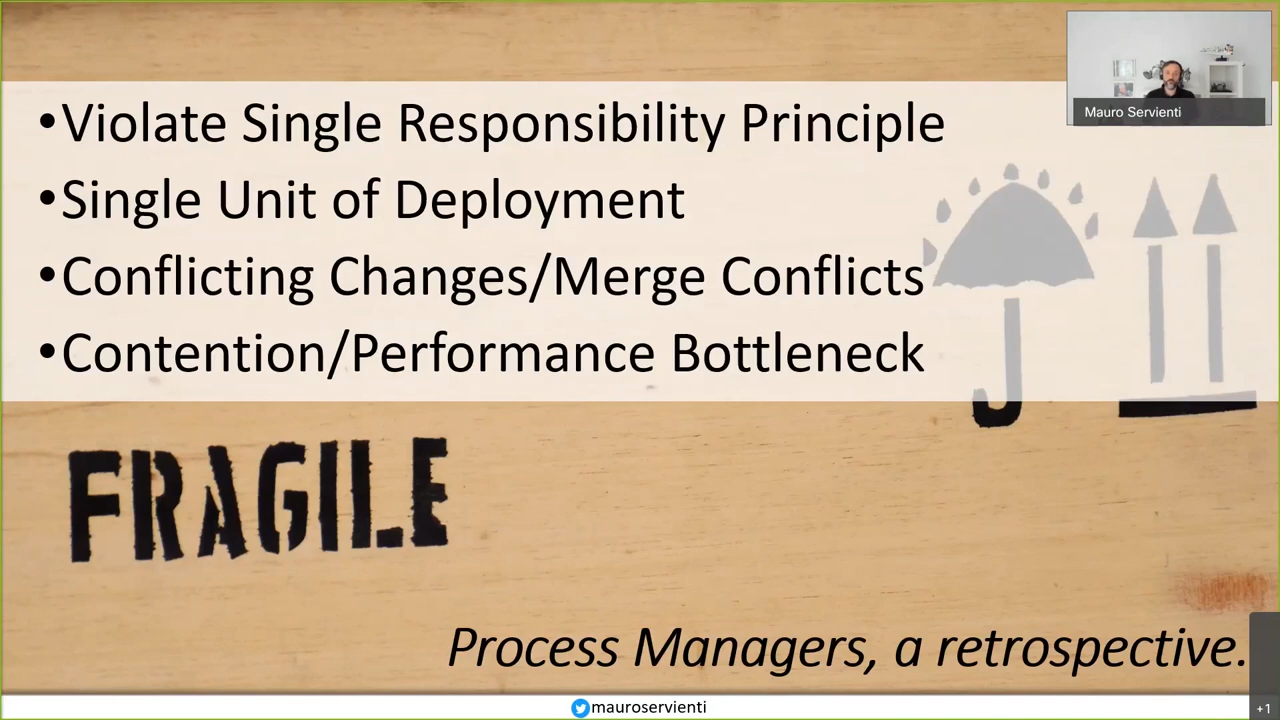 •Violate Single Responsibility Principle
•Single Unit of Deployment
•Conflicting Changes/Merge Conflicts
•Contention/Performance Bottleneck
Mauro Servienti
FRAGILE
Process Managers, a retrospective.
mauroservienti
+1